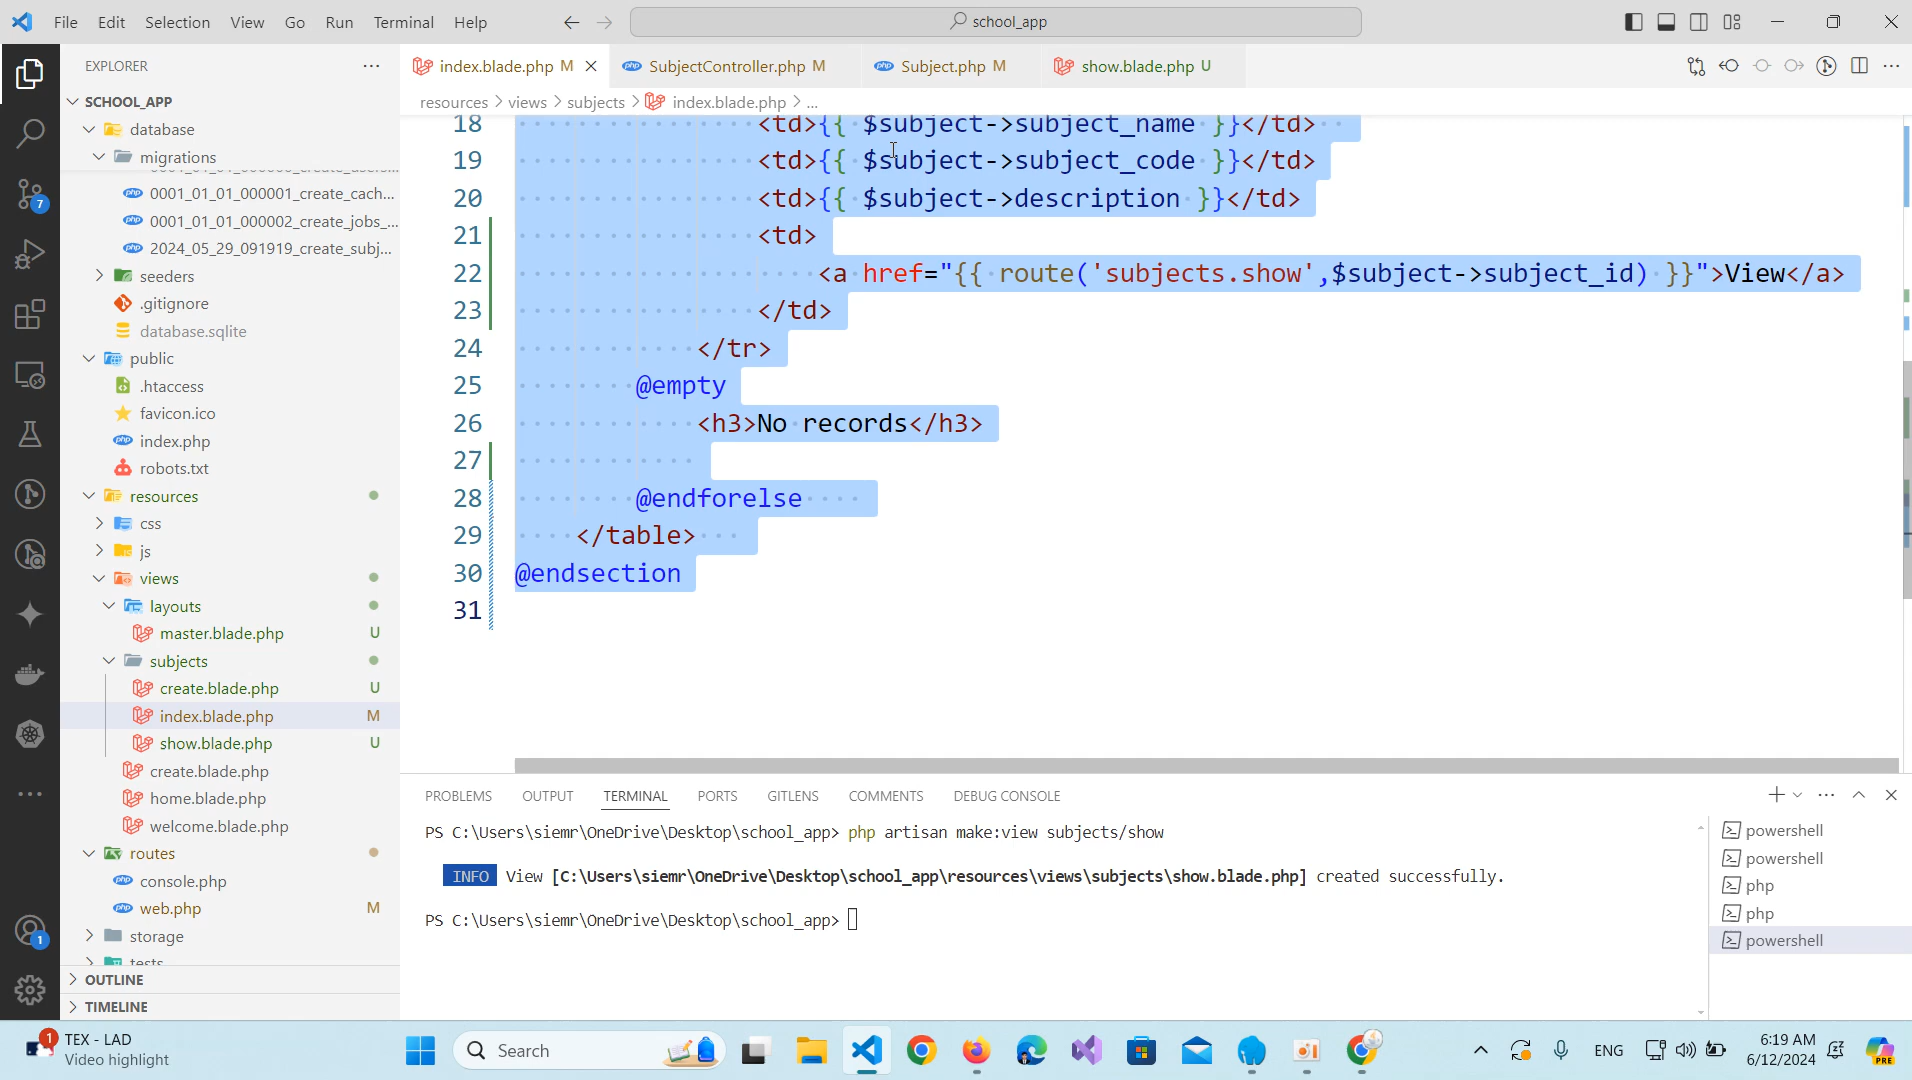 File Edit Selection View Go Run Terminal Help
school_app
EXPLORER
SCHOOL_APP
database
migrations
0001_01_01_000001_create_cach...
0001_01_01_000002_create_jobs_...
2024_05_29_091919_create_subj...
seeders
.gitignore
database.sqlite
public
.htaccess
favicon.ico
index.php
robots.txt
resources
css
js
views
layouts
master.blade.php U
subjects
create.blade.php U
index.blade.php M
show.blade.php U
create.blade.php
home.blade.php
welcome.blade.php
routes
console.php
web.php M
storage
tests
OUTLINE
TIMELINE
7
1
index.blade.php M
SubjectController.php M
Subject.php M
show.blade.php U
resources > views > subjects > index.blade.php > ...
18 <td>{{ $subject->subject_name }}</td>
19 <td>{{ $subject->subject_code }}</td>
20 <td>{{ $subject->description }}</td>
21 <td>
22 <a href="{{ route('subjects.show',$subject->subject_id) }}">View</a>
23 </td>
24 </tr>
25 @empty
26 <h3>No records</h3>
27
28 @endforelse
29 </table>
30 @endsection
31
PROBLEMS OUTPUT TERMINAL PORTS GITLENS COMMENTS DEBUG CONSOLE
PS C:\Users\siemr\OneDrive\Desktop\school_app> php artisan make:view subjects/show
INFO View [C:\Users\siemr\OneDrive\Desktop\school_app\resources\views\subjects\show.blade.php] created successfully.
PS C:\Users\siemr\OneDrive\Desktop\school_app>
powershell
powershell
php
php
powershell
1
TEX - LAD
Video highlight
Search
ENG
6:19 AM
6/12/2024
PRE